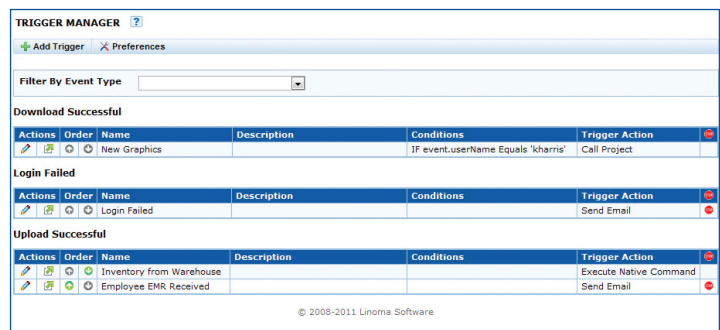 TRIGGER MANAGER ?
Add Trigger Preferences
Filter By Event Type
Download Successful
Actions Order Name Description Conditions Trigger Action
New Graphics IF event.userName Equals 'kharris' Call Project
Login Failed
Actions Order Name Description Conditions Trigger Action
Login Failed Send Email
Upload Successful
Actions Order Name Description Conditions Trigger Action
Inventory from Warehouse Execute Native Command
Employee EMR Received Send Email
© 2008-2011 Linoma Software